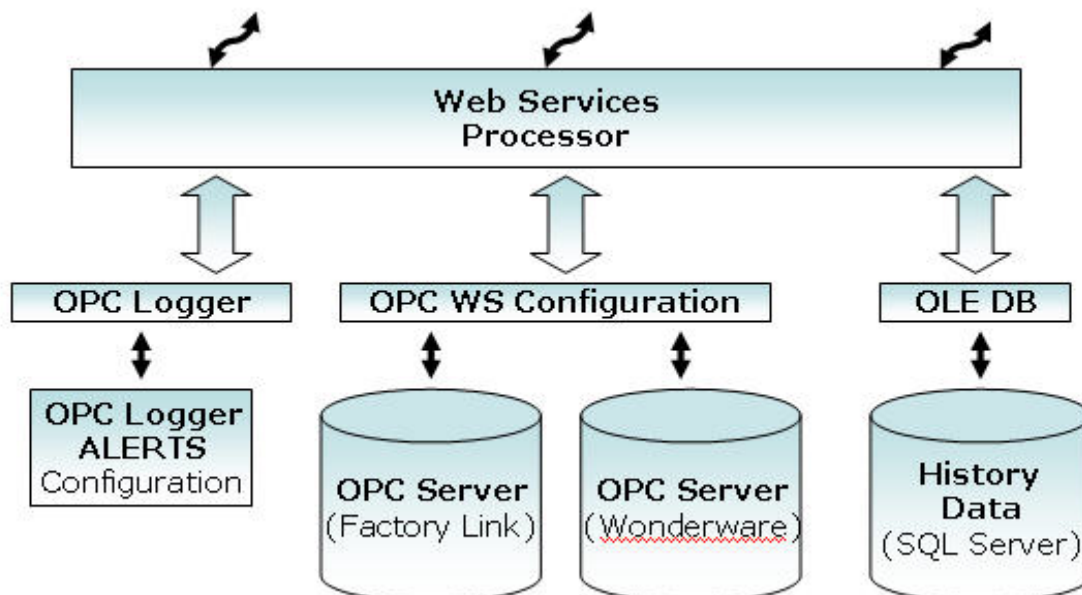 Web Services
Processor
OPC Logger
OPC WS Configuration
OLE DB
OPC Logger
ALERTS
Configuration
OPC Server
(Factory Link)
OPC Server
(Wonderware)
History
Data
(SQL Server)